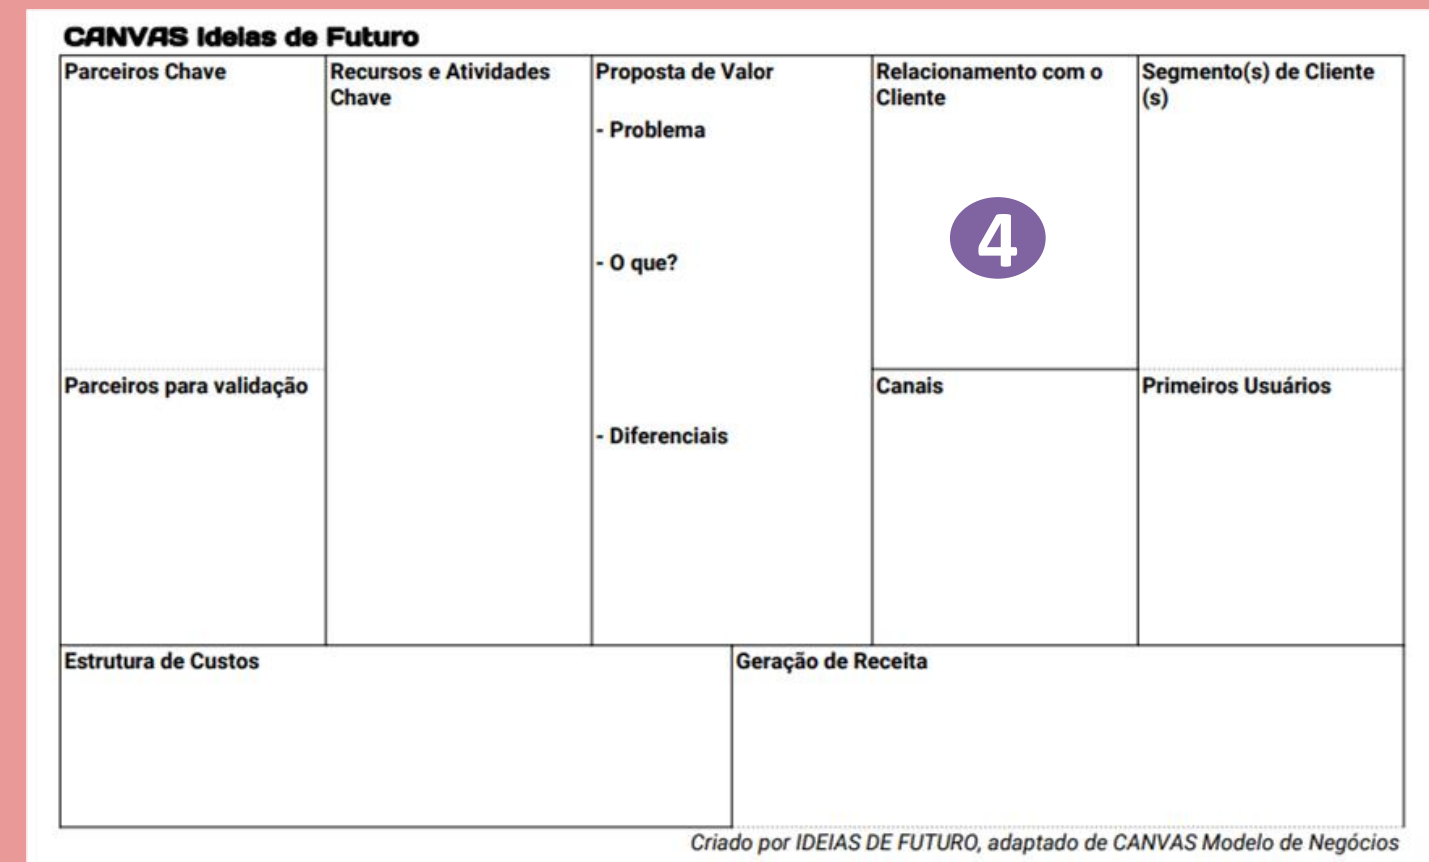 CANVAS Ideias de Futuro
Parceiros Chave
Recursos e Atividades
Chave
Proposta de Valor
- Problema
- O que?
- Diferenciais
Relacionamento com o
Cliente
4
Segmento(s) de Cliente
(s)
Parceiros para validação
Canais
Primeiros Usuários
Estrutura de Custos
Geração de Receita
Criado por IDEIAS DE FUTURO, adaptado de CANVAS Modelo de Negócios